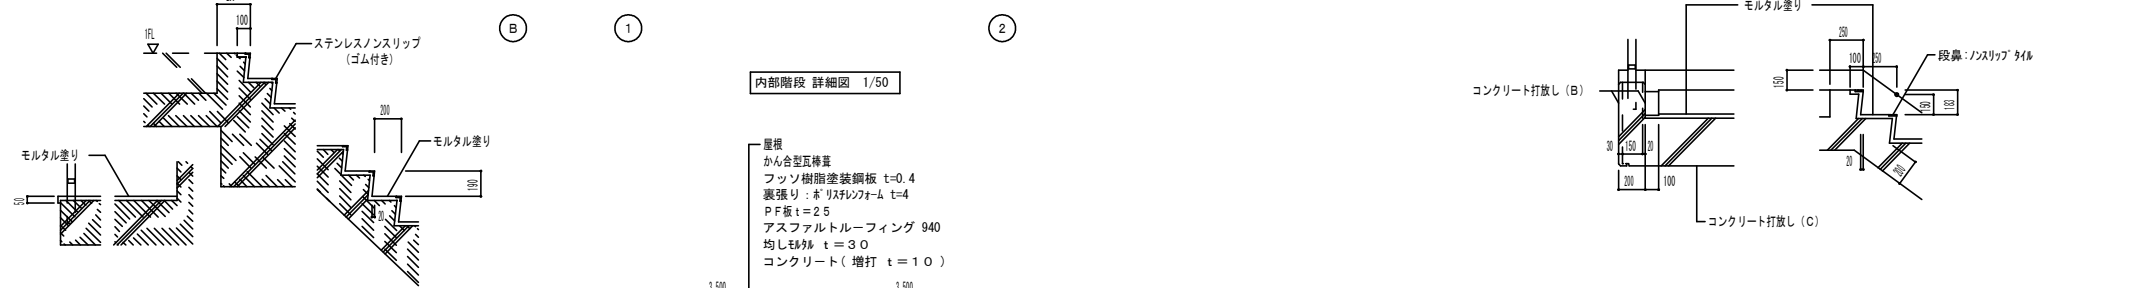 100
1FL
ステンレスノンスリップ
(ゴム付き)
モルタル塗り
50
200
モルタル塗り
190
20
B
1
2
内部階段 詳細図 1/50
屋根
かん合型瓦棒葺
フッソ樹脂塗装鋼板 t=0.4
裏張り:ポリスチレンフォーム t=4
PF板t=25
アスファルトルーフィング 940
均しモルタル t=30
コンクリート( 増打 t=10 )
3,500
3,500
モルタル塗り
コンクリート打放し(B)
30
150
20
200
100
コンクリート打放し(C)
250
100
250
150
段鼻:ノンスリップタイル
150
183
20
200